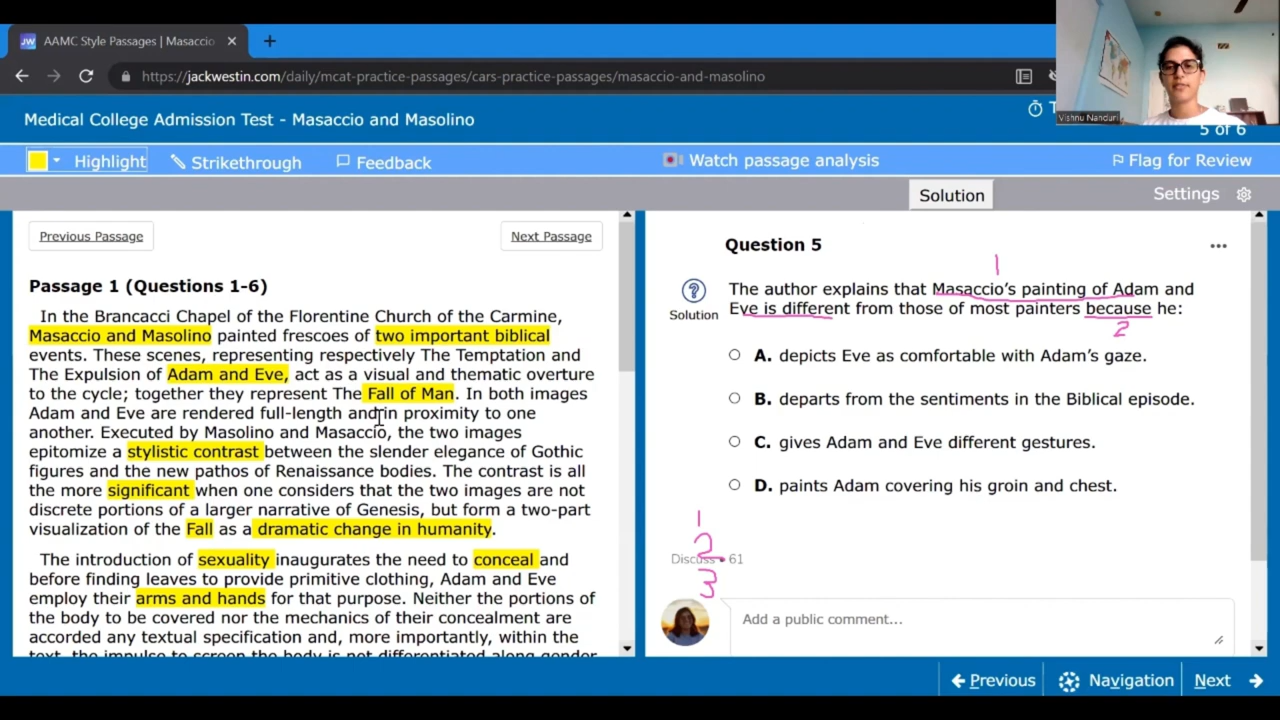 AAMC Style Passages | Masaccio
https://jackwestin.com/daily/mcat-practice-passages/cars-practice-passages/masaccio-and-masolino
Vishnu Nanduri
Medical College Admission Test - Masaccio and Masolino
5 of 6
Highlight
Strikethrough
Feedback
Watch passage analysis
Flag for Review
Solution
Settings
Previous Passage
Next Passage
Passage 1 (Questions 1-6)
In the Brancacci Chapel of the Florentine Church of the Carmine,
Masaccio and Masolino painted frescoes of two important biblical
events. These scenes, representing respectively The Temptation and
The Expulsion of Adam and Eve, act as a visual and thematic overture
to the cycle; together they represent The Fall of Man. In both images
Adam and Eve are rendered full-length and in proximity to one
another. Executed by Masolino and Masaccio, the two images
epitomize a stylistic contrast between the slender elegance of Gothic
figures and the new pathos of Renaissance bodies. The contrast is all
the more significant when one considers that the two images are not
discrete portions of a larger narrative of Genesis, but form a two-part
visualization of the Fall as a dramatic change in humanity.
The introduction of sexuality inaugurates the need to conceal and
before finding leaves to provide primitive clothing, Adam and Eve
employ their arms and hands for that purpose. Neither the portions of
the body to be covered nor the mechanics of their concealment are
accorded any textual specification and, more importantly, within the
text, the impulse to screen the body is not differentiated along gender
Question 5
1
The author explains that Masaccio's painting of Adam and
Eve is different from those of most painters because he:
2
Solution
A. depicts Eve as comfortable with Adam's gaze.
B. departs from the sentiments in the Biblical episode.
C. gives Adam and Eve different gestures.
D. paints Adam covering his groin and chest.
1
2
Discuss • 61
3
Add a public comment...
Previous
Navigation
Next